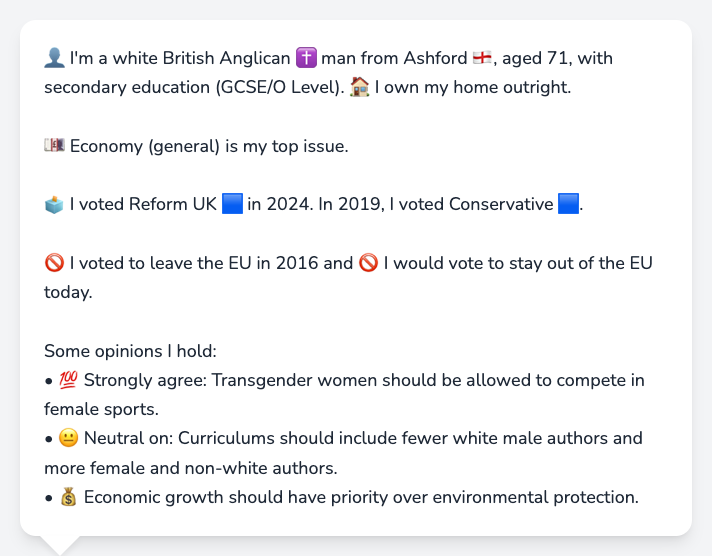 👤 I'm a white British Anglican ✝️ man from Ashford 🏴󠁧󠁢󠁥󠁮󠁧󠁿, aged 71, with
secondary education (GCSE/O Level). 🏠 I own my home outright.
💷 Economy (general) is my top issue.
🗳️ I voted Reform UK 🟦 in 2024. In 2019, I voted Conservative 🟦.
🚫 I voted to leave the EU in 2016 and 🚫 I would vote to stay out of the EU
today.
Some opinions I hold:
• 💯 Strongly agree: Transgender women should be allowed to compete in
female sports.
• 😐 Neutral on: Curriculums should include fewer white male authors and
more female and non-white authors.
• 💰 Economic growth should have priority over environmental protection.